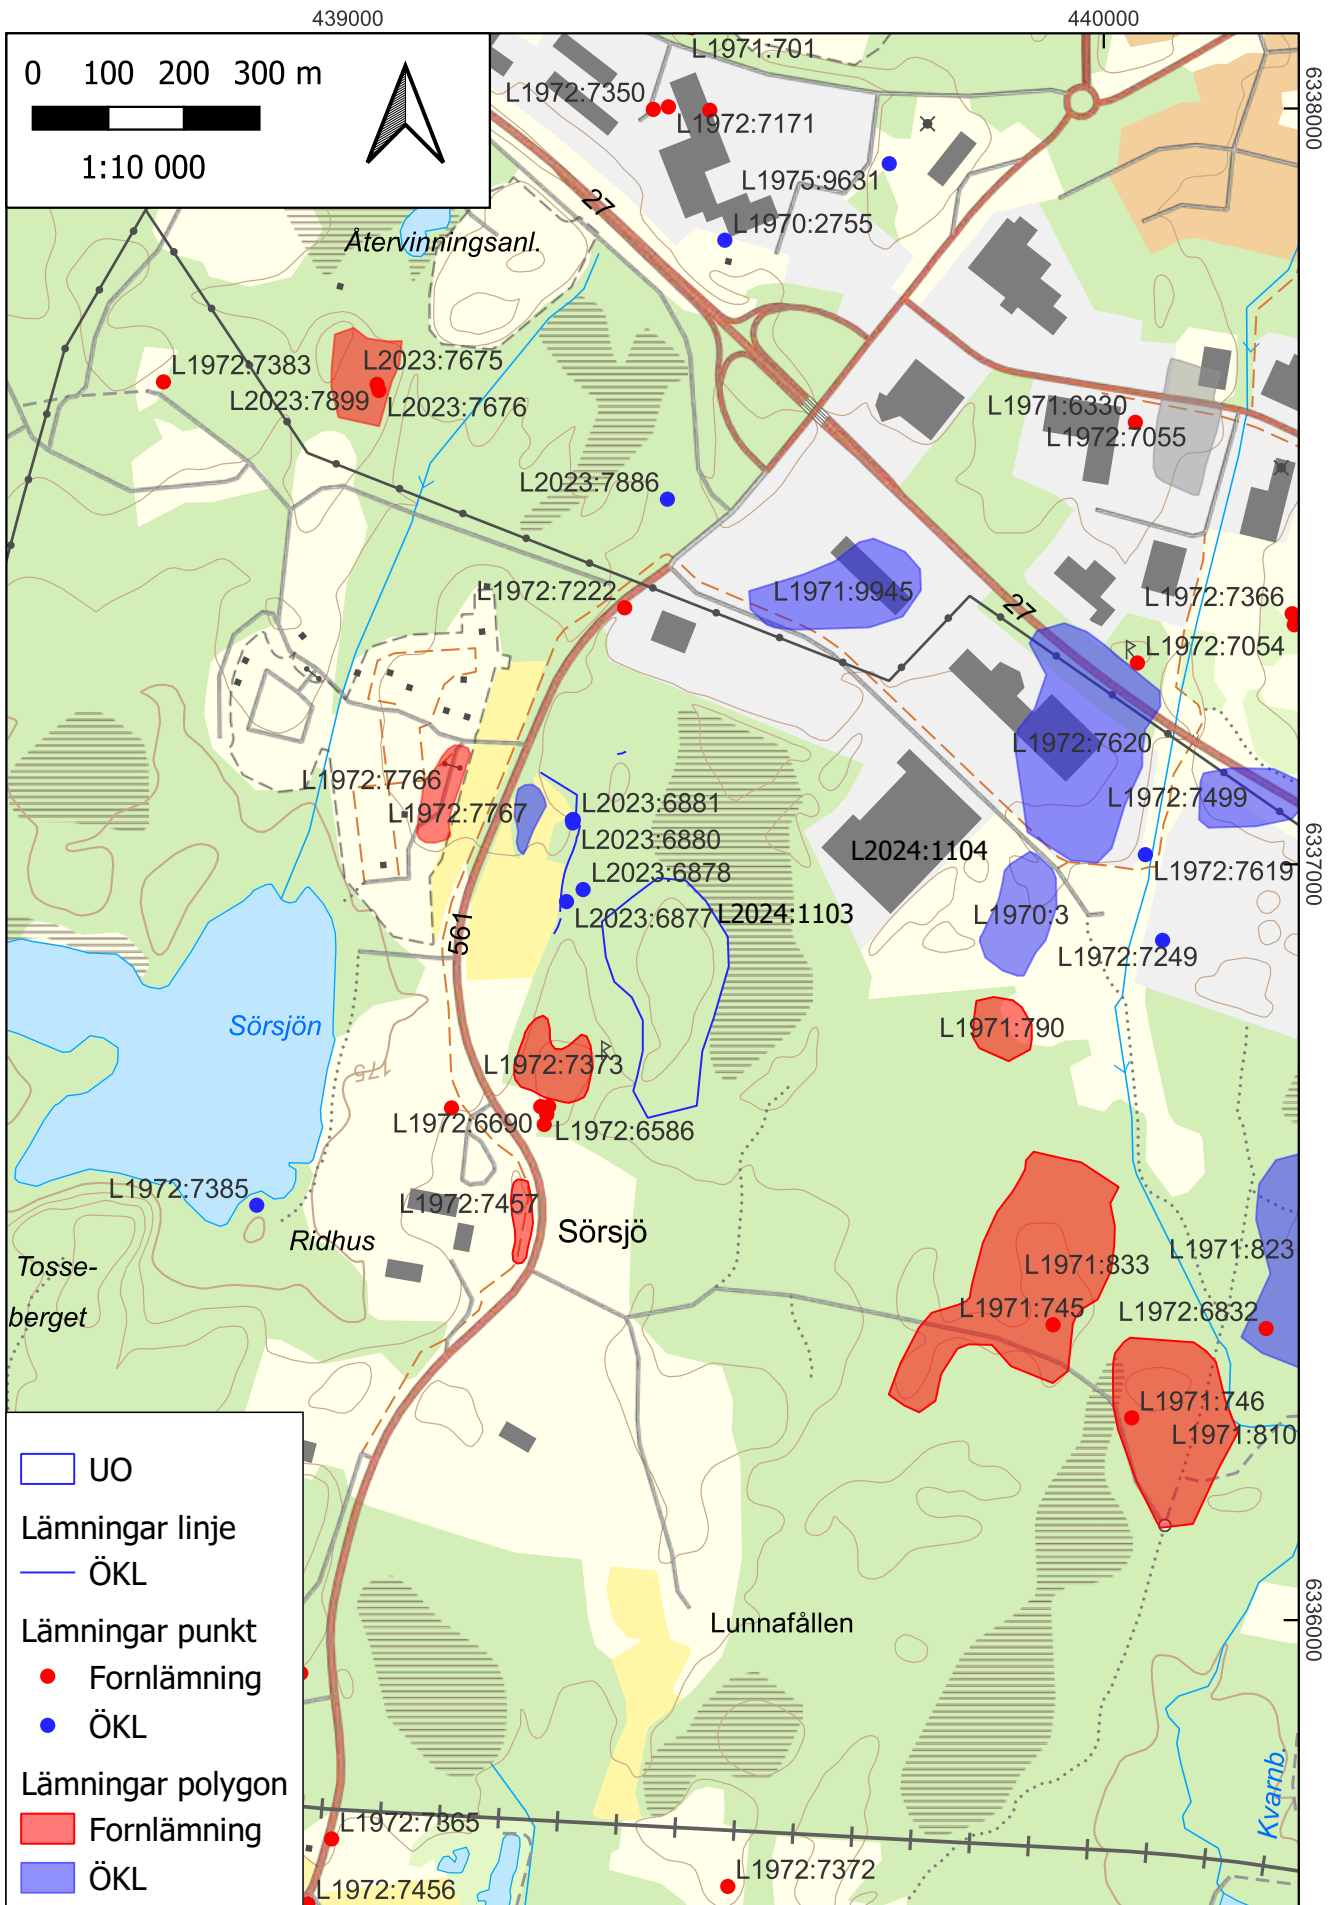 439000
440000
0 100 200 300 m
1:10 000
6338000
L1971:701
L1972:7350
L1972:7171
L1975:9631
27
L1970:2755
Återvinningsanl.
L1972:7383
L2023:7675
L2023:7899
L2023:7676
L1971:6330
L1972:7055
L2023:7886
L1972:7222
L1971:9945
L1972:7366
27
L1972:7054
L1972:7620
L1972:7766
L1972:7767
L1972:7499
L2023:6881
L2023:6880
L2024:1104
6337000
L2023:6878
L1972:7619
L2023:6877
L2024:1103
L1970:3
561
L1972:7249
Sörsjön
L1971:790
L1972:7373
175
L1972:6690
L1972:6586
L1972:7385
L1972:7457
Sörsjö
Ridhus
L1971:823
Tosse-
berget
L1971:833
L1971:745
L1972:6832
L1971:746
L1971:810
UO
Lämningar linje
ÖKL
Lämningar punkt
Fornlämning
ÖKL
Lämningar polygon
Fornlämning
ÖKL
Lunnafållen
6336000
Kvarnb.
L1972:7365
L1972:7372
L1972:7456